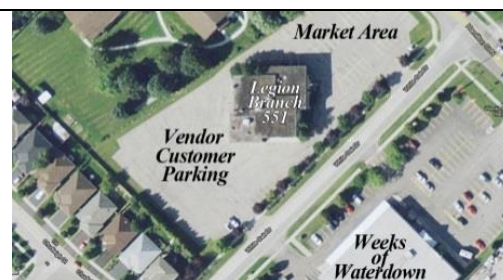 Market Area
Legion
Branch
551
Vendor
Customer
Parking
Weeks
of
Waterdown